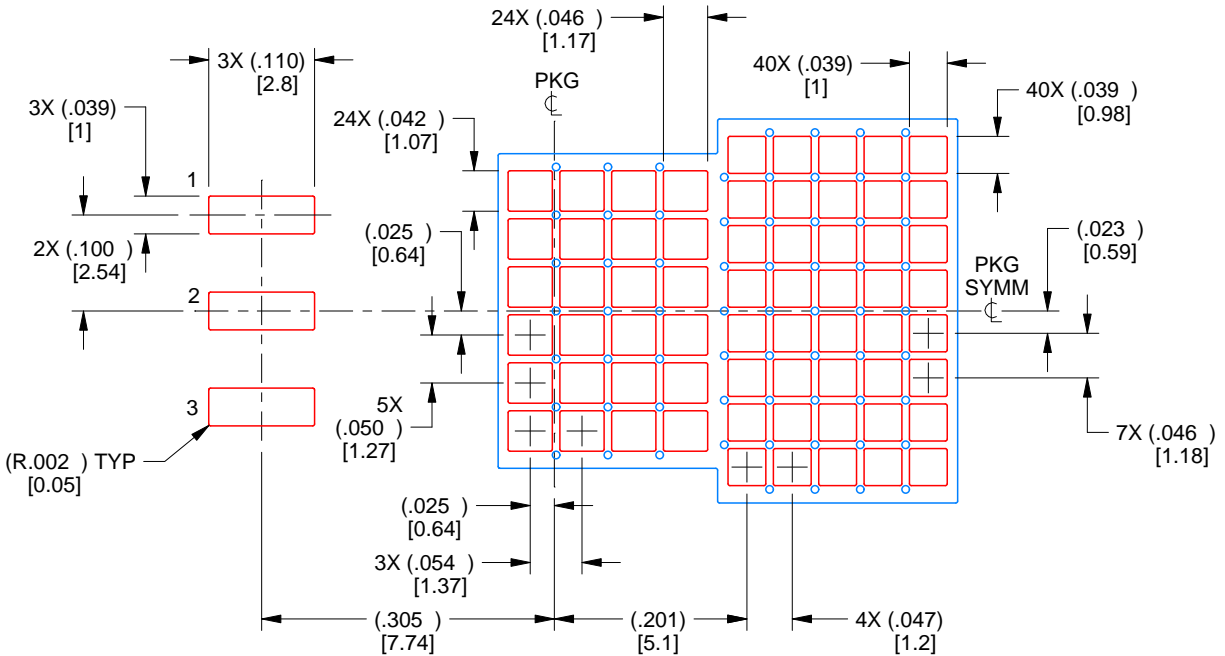 24X (.046 )
[1.17]
3X (.110)
[2.8]
PKG
40X (.039)
[1]
40X (.039 )
[0.98]
3X (.039)
[1]
24X (.042 )
[1.07]
1
2X (.100 )
[2.54]
(.025 )
[0.64]
(.023 )
[0.59]
PKG
SYMM
2
3
5X
(.050 )
[1.27]
7X (.046 )
[1.18]
(R.002 ) TYP
[0.05]
(.025 )
[0.64]
3X (.054 )
[1.37]
(.305 )
[7.74]
(.201)
[5.1]
4X (.047)
[1.2]